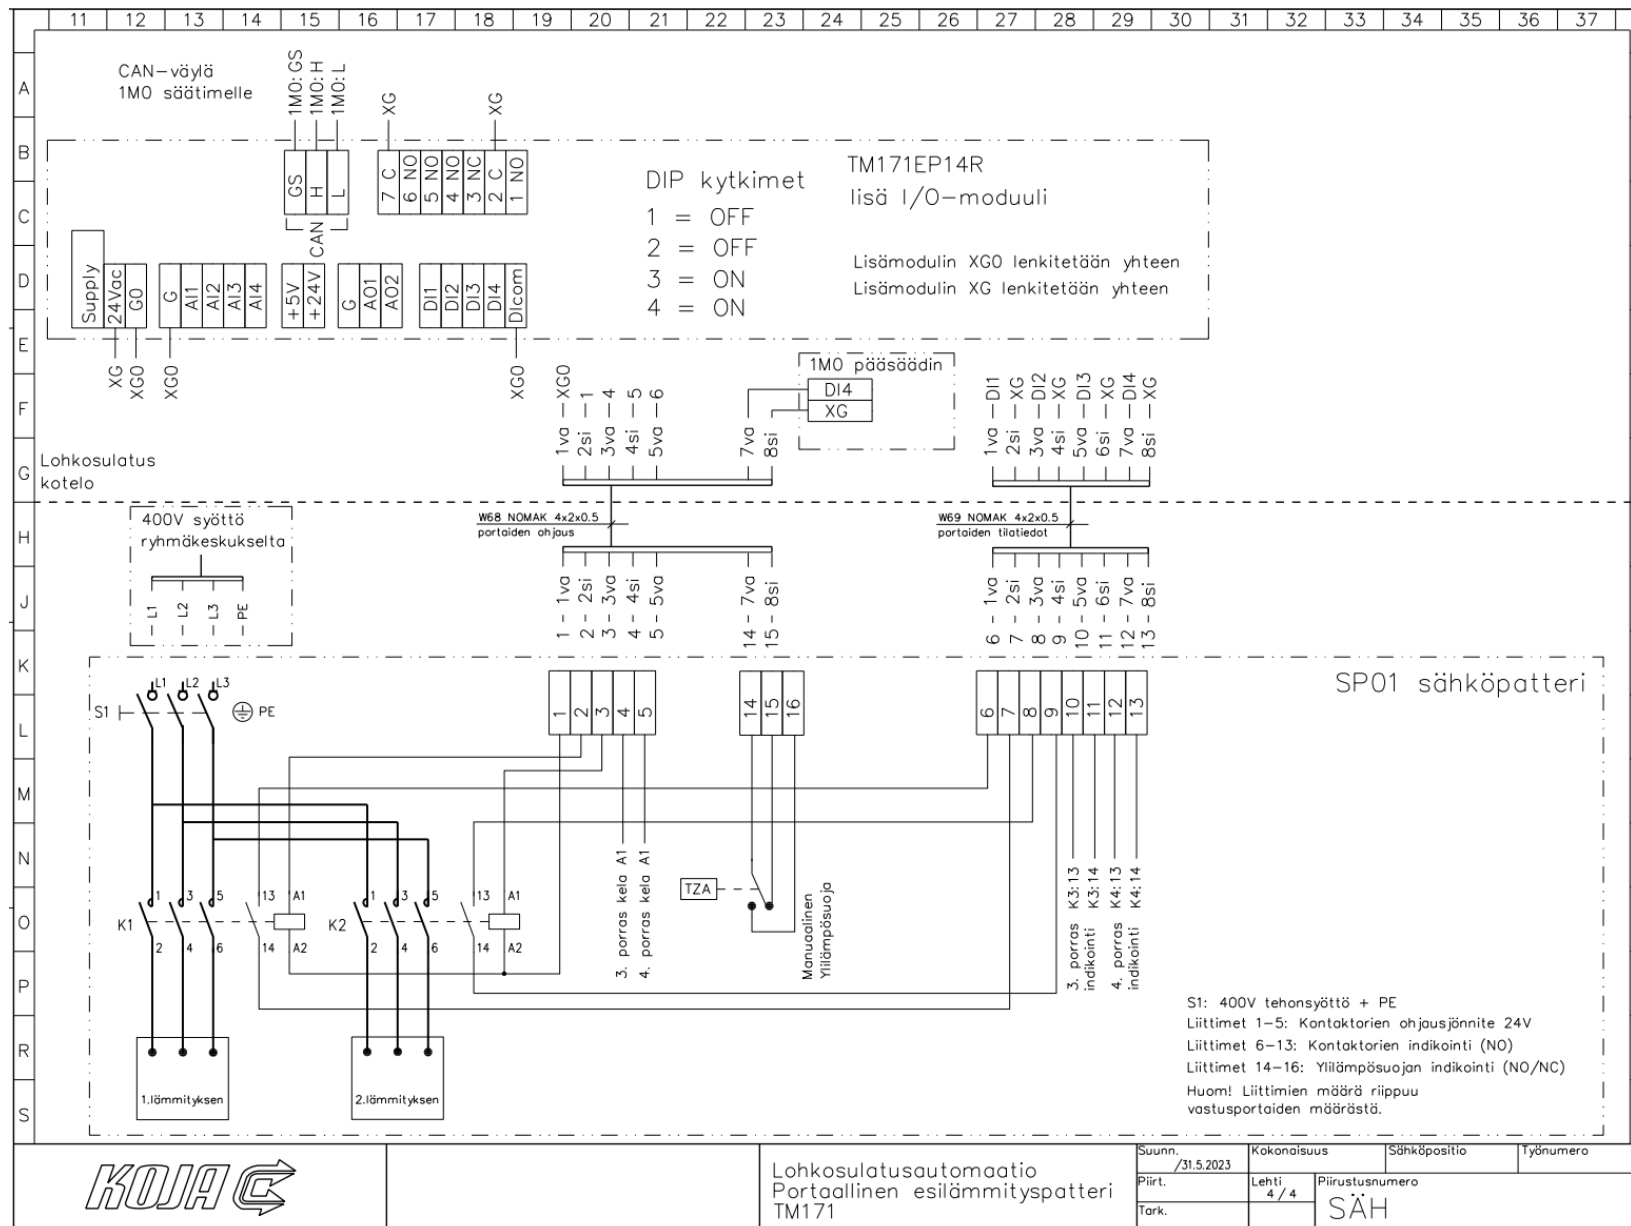 11 12 13 14 15 16 17 18 19 20 21 22 23 24 25 26 27 28 29 30 31 32 33 34 35 36 37
A
B
C
D
E
F
G
H
J
K
L
M
N
O
P
R
S
CAN-väylä
1M0 säätimelle
1M0:GS
1M0:H
1M0:L
XG
XG
GS
H
L
CAN
7 C
6 NO
5 NO
4 NO
3 NC
2 C
1 NO
DIP kytkimet
1 = OFF
2 = OFF
3 = ON
4 = ON
TM171EP14R
lisä I/O-moduuli
Lisämodulin XG0 lenkitetään yhteen
Lisämodulin XG lenkitetään yhteen
Supply
24Vac
G0
G
AI1
AI2
AI3
AI4
+5V
+24V
G
AO1
AO2
DI1
DI2
DI3
DI4
DIcom
XG
XG0
XG0
XG0
1va — XG0
2si — 1
3va — 4
4si — 5
5va — 6
7va
8si
1M0 pääsäädin
DI4
XG
1va — DI1
2si — XG
3va — DI2
4si — XG
5va — DI3
6si — XG
7va — DI4
8si — XG
Lohkosulatus
kotelo
400V syöttö
ryhmäkeskukselta
L1
L2
L3
PE
W68 NOMAK 4x2x0.5
portaiden ohjaus
W69 NOMAK 4x2x0.5
portaiden tilatiedot
1 - 1va
2 - 2si
3 - 3va
4 - 4si
5 - 5va
14 - 7va
15 - 8si
6 - 1va
7 - 2si
8 - 3va
9 - 4si
10 - 5va
11 - 6si
12 - 7va
13 - 8si
SP01 sähköpatteri
S1
L1
L2
L3
PE
1
2
3
4
5
14
15
16
6
7
8
9
10
11
12
13
K1
1
3
5
13
A1
2
4
6
14
A2
K2
1
3
5
13
A1
2
4
6
14
A2
3. porras kela A1
4. porras kela A1
TZA
Manuaalinen
Ylilämpösuoja
3. porras K3:13
indikointi K3:14
4. porras K4:13
indikointi K4:14
1.lämmityksen
2.lämmityksen
S1: 400V tehonsyöttö + PE
Liittimet 1-5: Kontaktorien ohjausjännite 24V
Liittimet 6-13: Kontaktorien indikointi (NO)
Liittimet 14-16: Ylilämpösuojan indikointi (NO/NC)
Huom! Liittimien määrä riippuu
vastusportaiden määrästä.
KOJA
Lohkosulatusautomaatio
Portaallinen esilämmityspatteri
TM171
Suunn.
/31.5.2023
Kokonaisuus
Sähköpositio
Työnumero
Piirt.
Lehti
4/4
Piirustusnumero
SÄH
Tark.